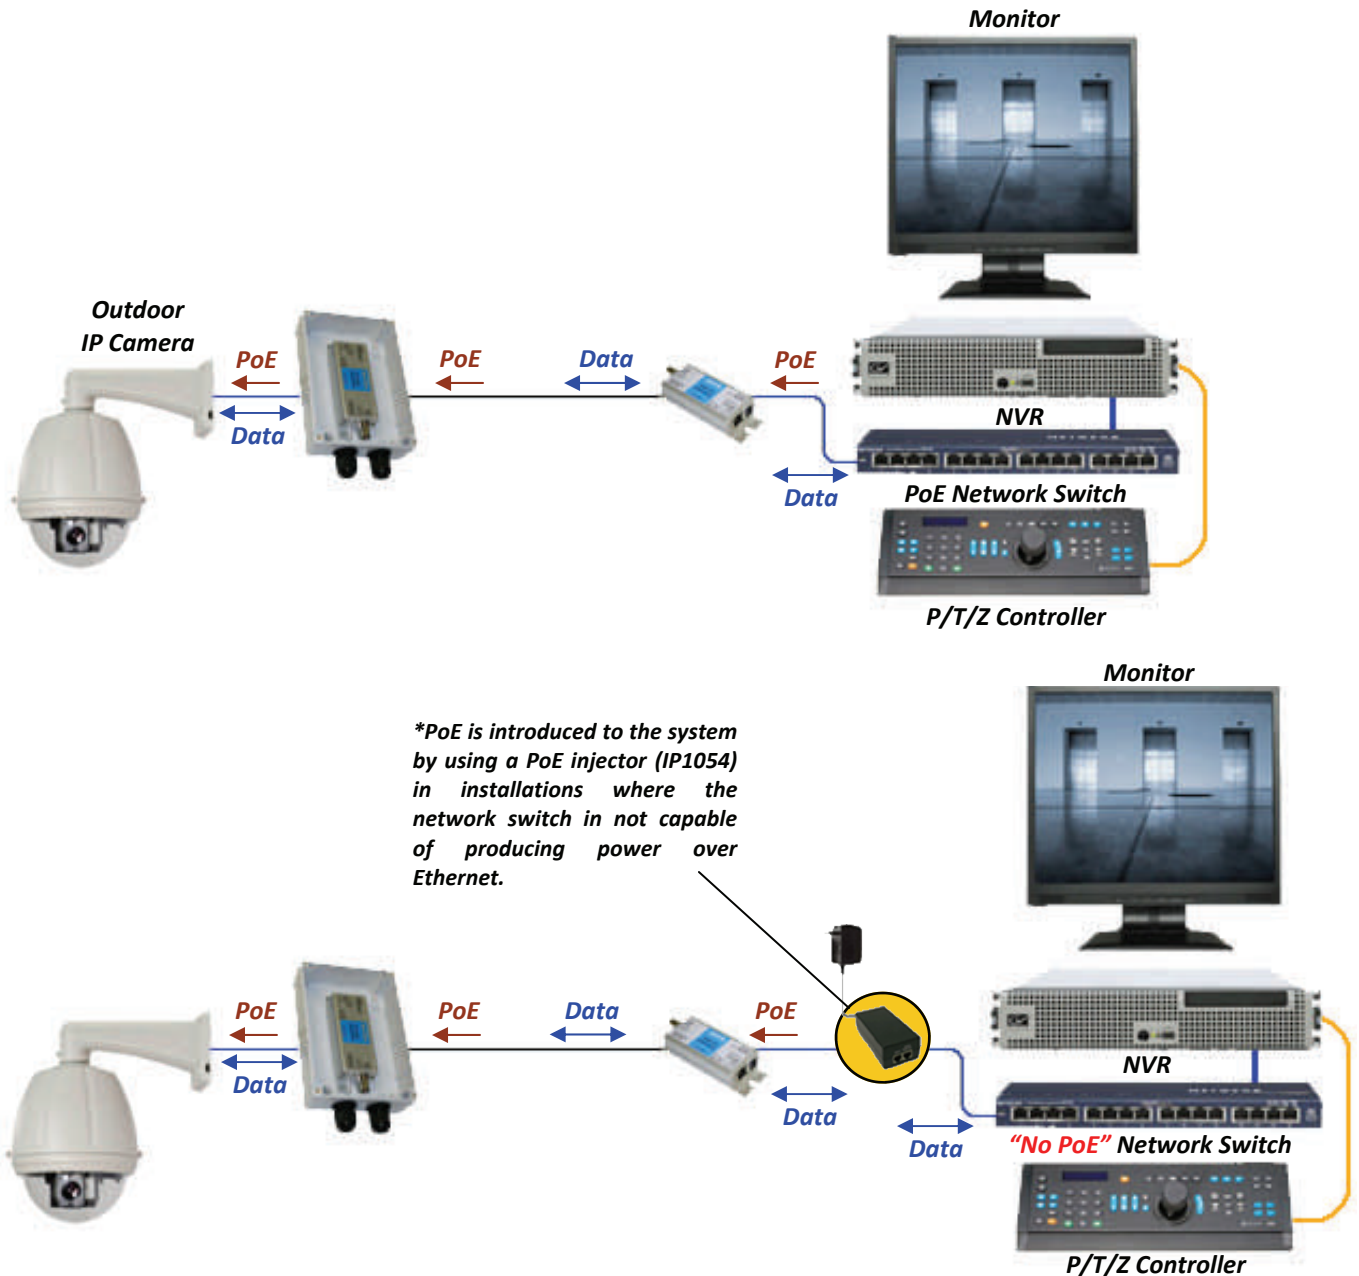 Monitor
Outdoor
IP Camera
PoE
PoE
Data
PoE
Data
NVR
Data
PoE Network Switch
P/T/Z Controller
Monitor
*PoE is introduced to the system
by using a PoE injector (IP1054)
in installations where the
network switch in not capable
of producing power over
Ethernet.
PoE
PoE
Data
PoE
Data
NVR
Data
Data
“No PoE” Network Switch
P/T/Z Controller